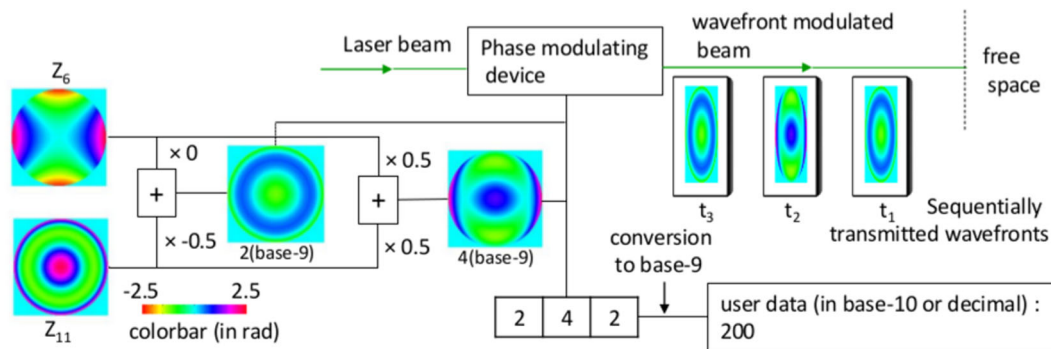 Laser beam
Phase modulating
device
wavefront modulated
beam
free
space
Z6
× 0
+
× -0.5
2(base-9)
× 0.5
+
× 0.5
4(base-9)
t3
t2
t1
Sequentially
transmitted wavefronts
Z11
-2.5 2.5
colorbar (in rad)
conversion
to base-9
2 4 2
user data (in base-10 or decimal) :
200